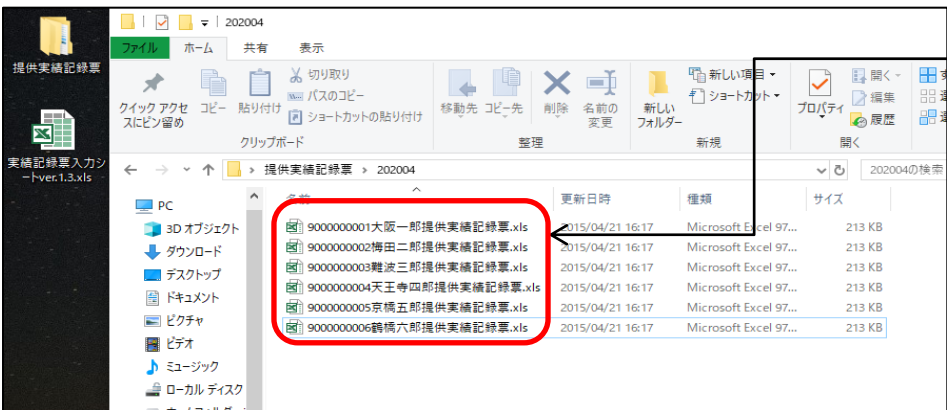 提供実績記録票
実績記録票入力シ
ートver.1.3.xls
202004
ファイル ホーム 共有 表示
クイック アクセ
スにピン留め
コピー
貼り付け
切り取り
パスのコピー
ショートカットの貼り付け
クリップボード
移動先 コピー先
削除
名前の
変更
整理
新しい
フォルダー
新しい項目
ショートカット
新規
プロパティ
開く
編集
履歴
開く
提供実績記録票 › 202004
202004の検索
PC
3D オブジェクト
ダウンロード
デスクトップ
ドキュメント
ピクチャ
ビデオ
ミュージック
ローカル ディスク
更新日時 種類 サイズ
9000000001大阪一郎提供実績記録票.xls 2015/04/21 16:17 Microsoft Excel 97... 213 KB
9000000002梅田二郎提供実績記録票.xls 2015/04/21 16:17 Microsoft Excel 97... 213 KB
9000000003難波三郎提供実績記録票.xls 2015/04/21 16:17 Microsoft Excel 97... 213 KB
9000000004天王寺四郎提供実績記録票.xls 2015/04/21 16:17 Microsoft Excel 97... 213 KB
9000000005京橋五郎提供実績記録票.xls 2015/04/21 16:17 Microsoft Excel 97... 213 KB
9000000006鶴橋六郎提供実績記録票.xls 2015/04/21 16:17 Microsoft Excel 97... 213 KB